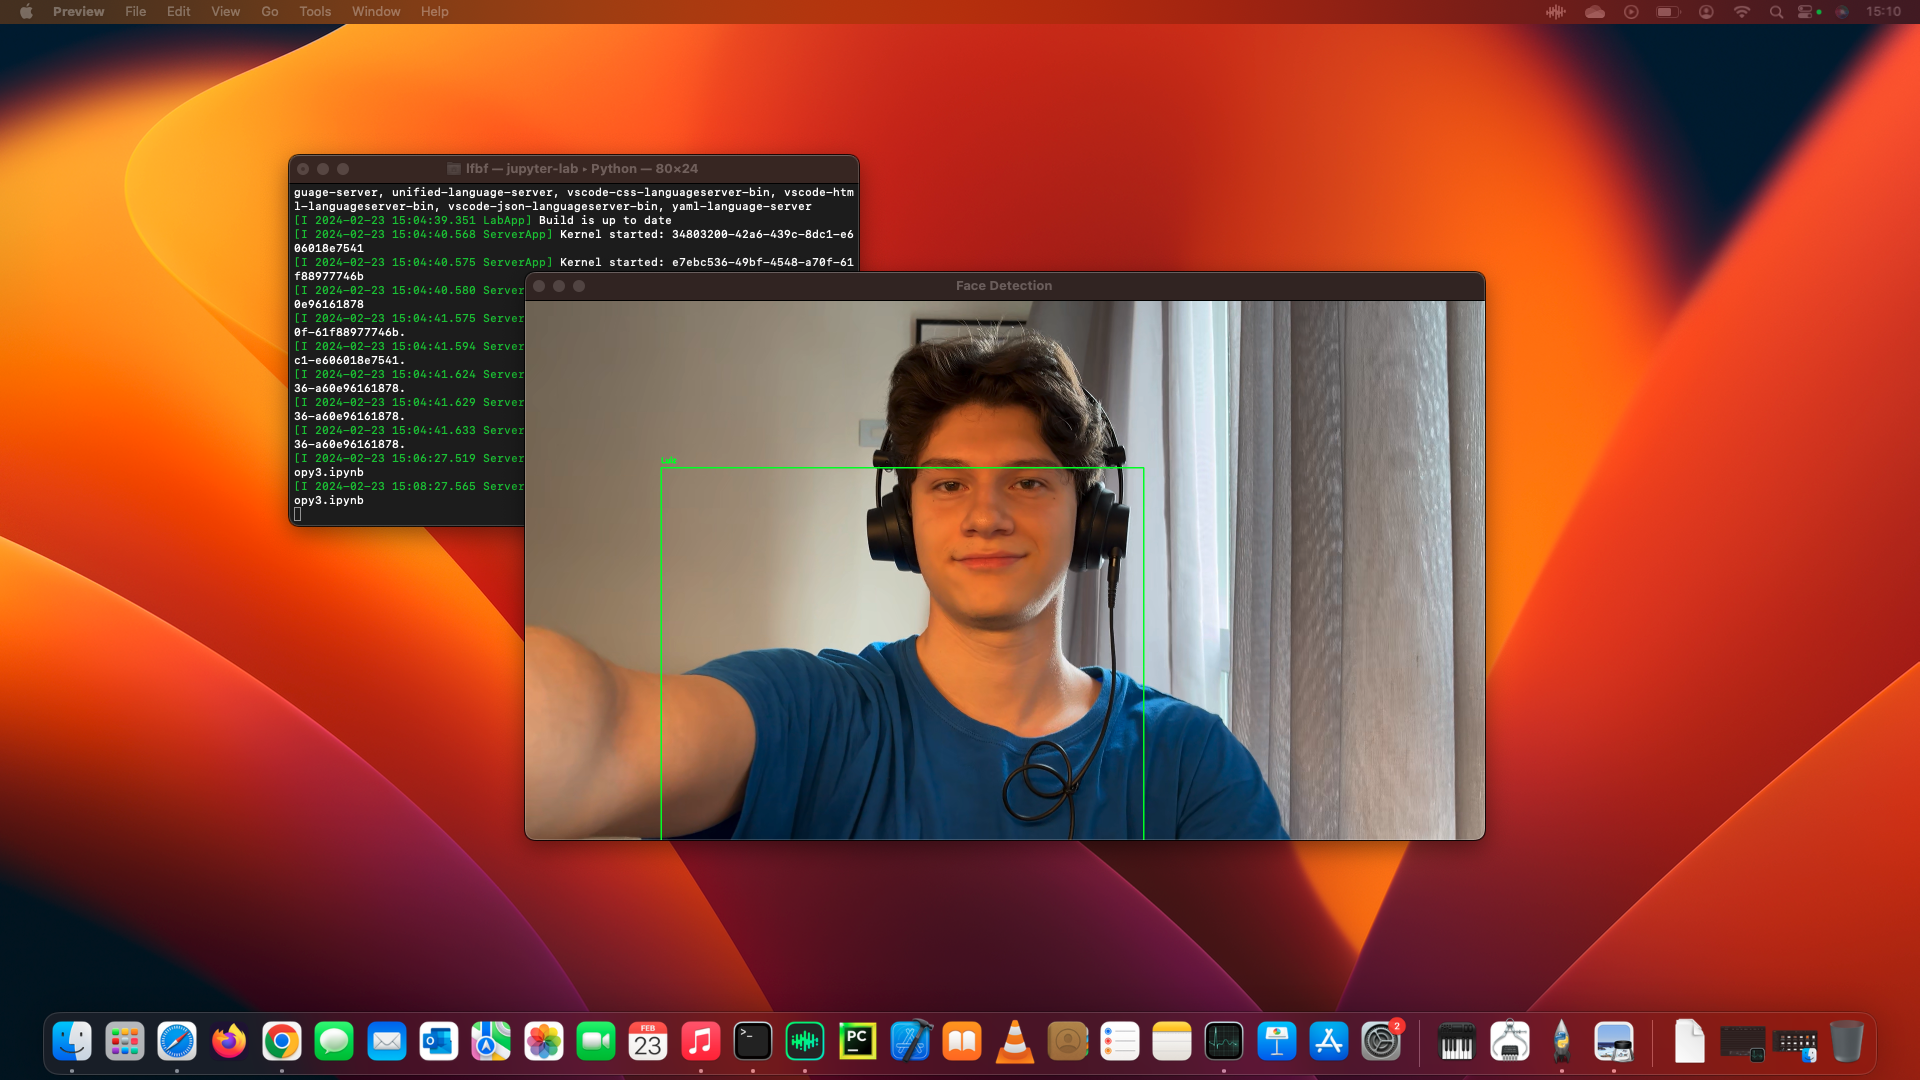 Preview File Edit View Go Tools Window Help 15:10
lfbf — jupyter-lab ▸ Python — 80×24
guage-server, unified-language-server, vscode-css-languageserver-bin, vscode-htm
l-languageserver-bin, vscode-json-languageserver-bin, yaml-language-server
[I 2024-02-23 15:04:39.351 LabApp] Build is up to date
[I 2024-02-23 15:04:40.568 ServerApp] Kernel started: 34803200-42a6-439c-8dc1-e6
06018e7541
[I 2024-02-23 15:04:40.575 ServerApp] Kernel started: e7ebc536-49bf-4548-a70f-61
f88977746b
[I 2024-02-23 15:04:40.580 Server
0e96161878
[I 2024-02-23 15:04:41.575 Server
0f-61f88977746b.
[I 2024-02-23 15:04:41.594 Server
c1-e606018e7541.
[I 2024-02-23 15:04:41.624 Server
36-a60e96161878.
[I 2024-02-23 15:04:41.629 Server
36-a60e96161878.
[I 2024-02-23 15:04:41.633 Server
36-a60e96161878.
[I 2024-02-23 15:06:27.519 Server
opy3.ipynb
[I 2024-02-23 15:08:27.565 Server
opy3.ipynb
Face Detection
Luiz
FEB
23
PC
2